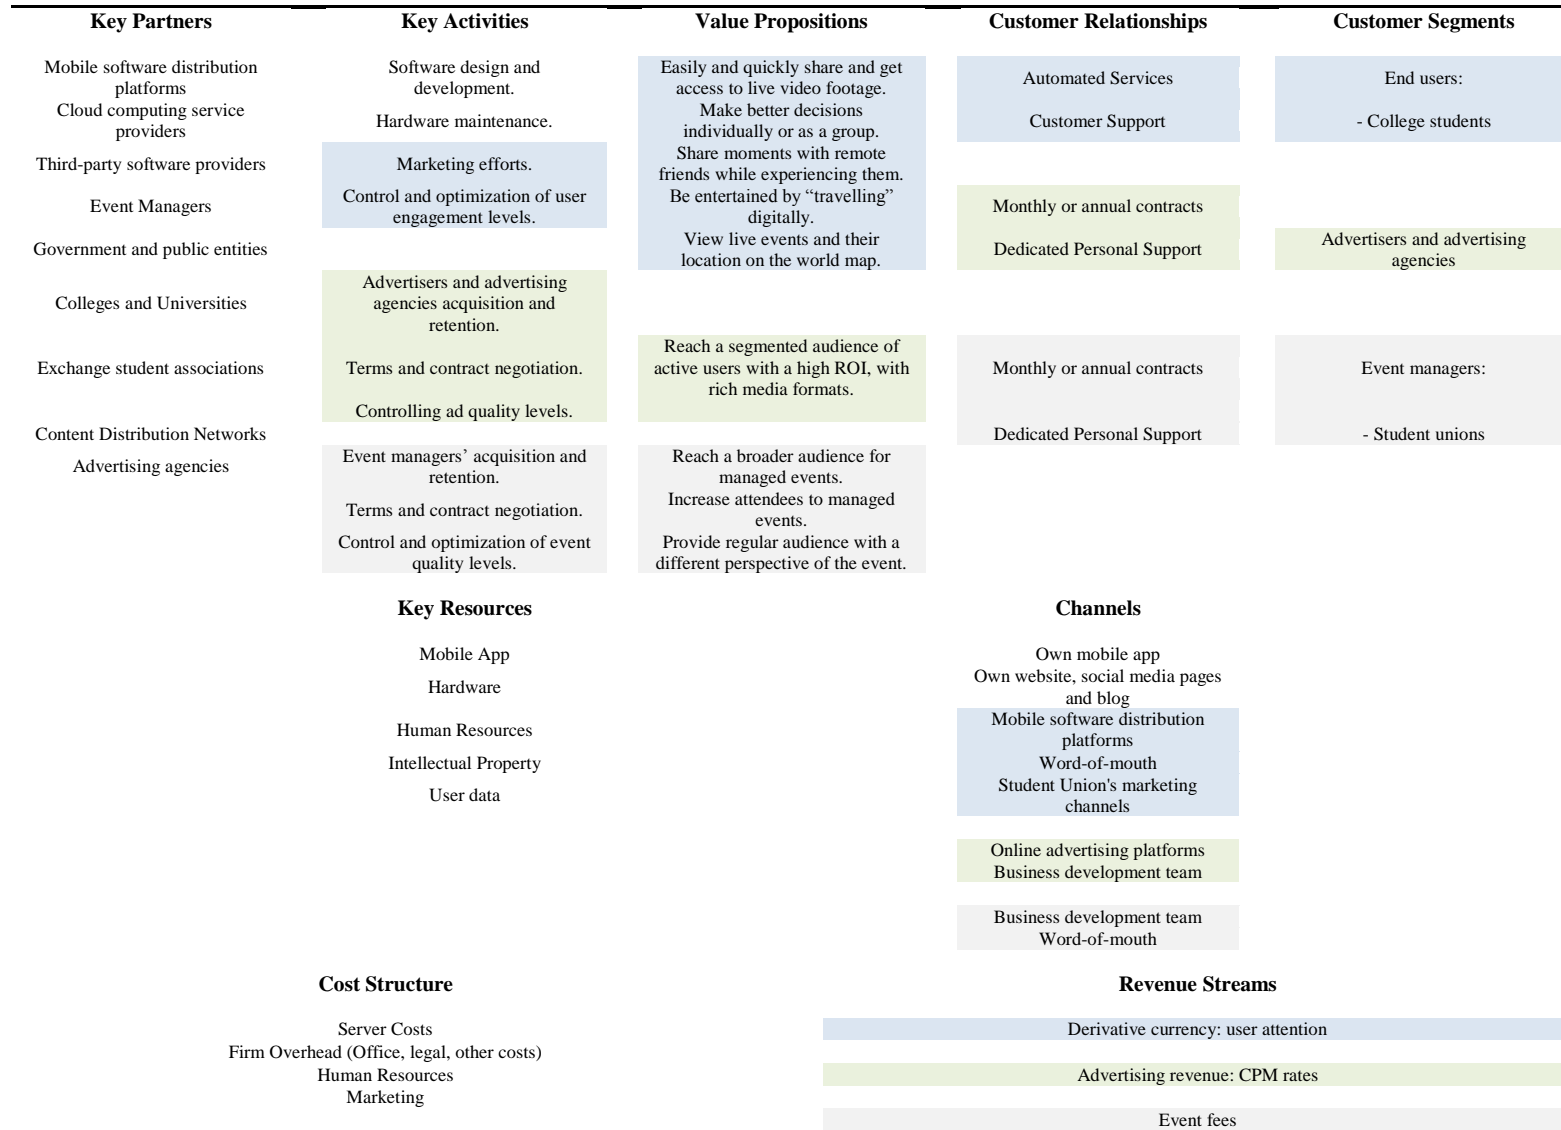 Key Partners
Mobile software distribution
platforms
Cloud computing service
providers
Third-party software providers
Event Managers
Government and public entities
Colleges and Universities
Exchange student associations
Content Distribution Networks
Advertising agencies
Key Activities
Software design and
development.
Hardware maintenance.
Marketing efforts.
Control and optimization of user
engagement levels.
Advertisers and advertising
agencies acquisition and
retention.
Terms and contract negotiation.
Controlling ad quality levels.
Event managers’ acquisition and
retention.
Terms and contract negotiation.
Control and optimization of event
quality levels.
Value Propositions
Easily and quickly share and get
access to live video footage.
Make better decisions
individually or as a group.
Share moments with remote
friends while experiencing them.
Be entertained by “travelling”
digitally.
View live events and their
location on the world map.
Reach a segmented audience of
active users with a high ROI, with
rich media formats.
Reach a broader audience for
managed events.
Increase attendees to managed
events.
Provide regular audience with a
different perspective of the event.
Customer Relationships
Automated Services
Customer Support
Monthly or annual contracts
Dedicated Personal Support
Monthly or annual contracts
Dedicated Personal Support
Customer Segments
End users:
- College students
Advertisers and advertising
agencies
Event managers:
- Student unions
Key Resources
Mobile App
Hardware
Human Resources
Intellectual Property
User data
Channels
Own mobile app
Own website, social media pages
and blog
Mobile software distribution
platforms
Word-of-mouth
Student Union's marketing
channels
Online advertising platforms
Business development team
Business development team
Word-of-mouth
Cost Structure
Server Costs
Firm Overhead (Office, legal, other costs)
Human Resources
Marketing
Revenue Streams
Derivative currency: user attention
Advertising revenue: CPM rates
Event fees